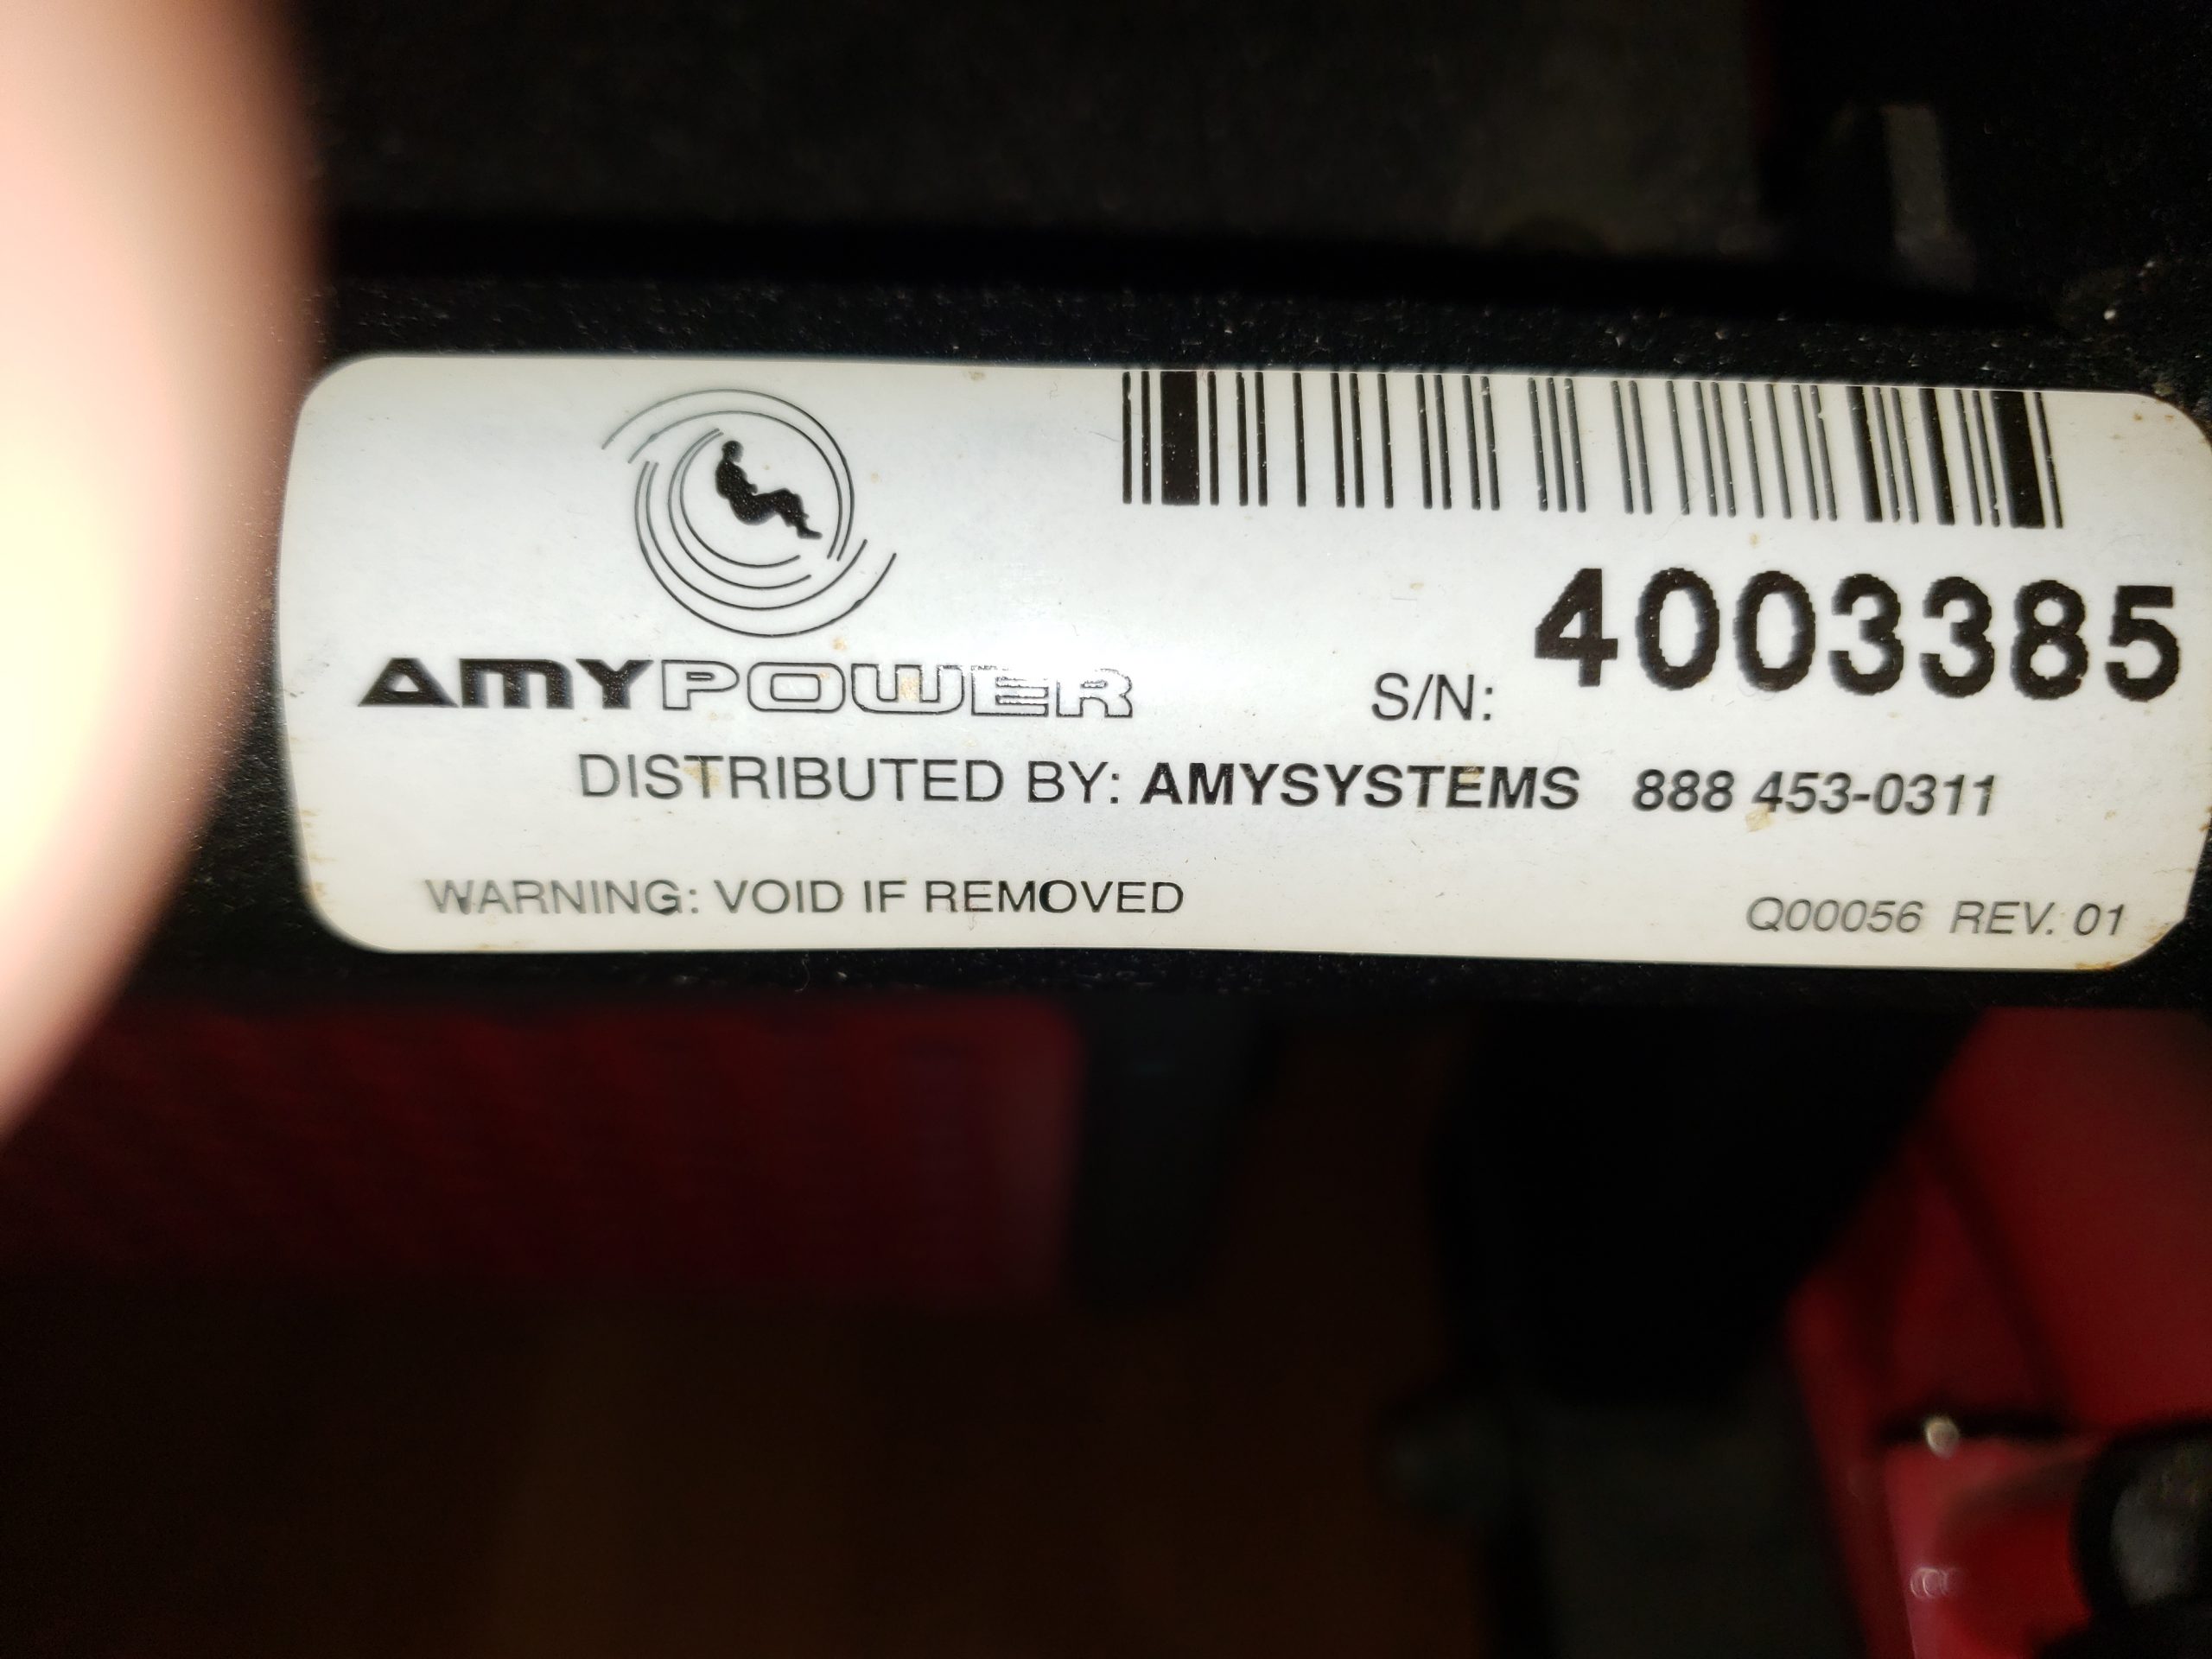 AMYPOWER
S/N: 4003385
DISTRIBUTED BY: AMYSYSTEMS 888 453-0311
WARNING: VOID IF REMOVED
Q00056 REV. 01